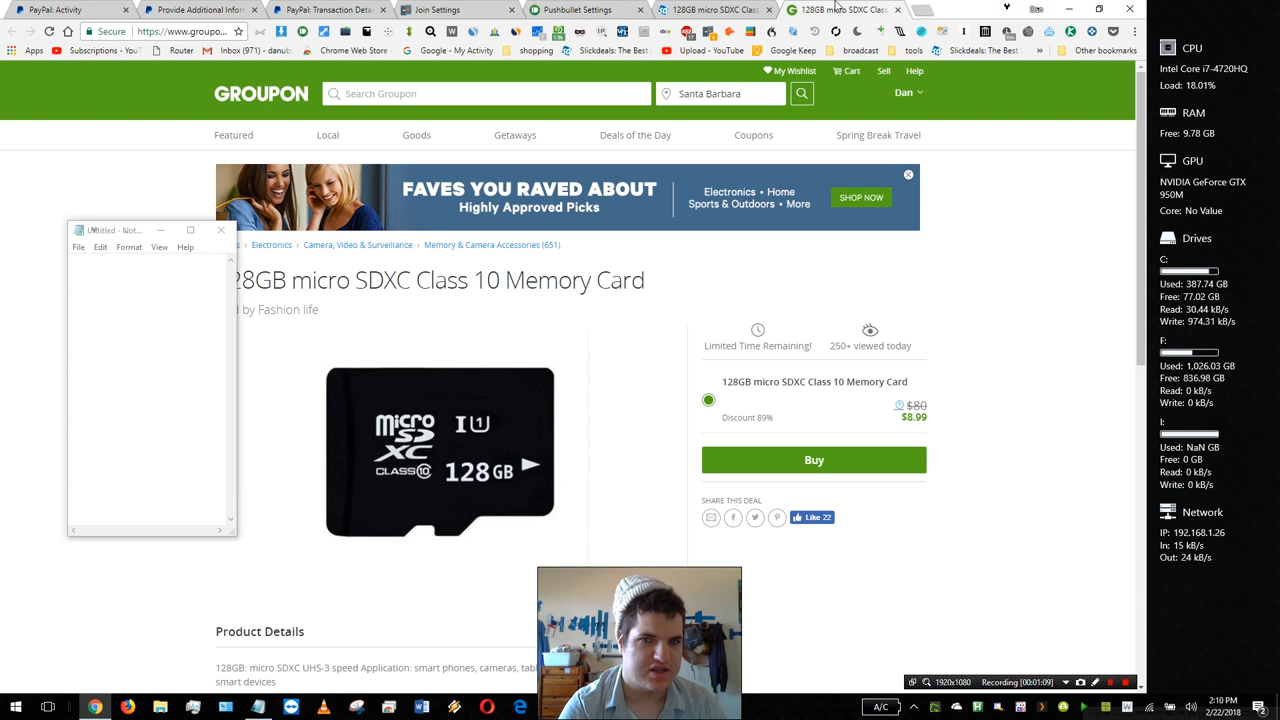 PayPal: Activity
Provide Additional Infor
PayPal Transaction Deta
Join Settings
Pushbullet Settings
128GB micro SDXC Class
128GB micro SDXC Class
Dan
Secure
https://www.groupo...
Apps
Subscriptions - YouT
Inbox (971) - danubo
Chrome Web Store
Google - My Activity
shopping
Slickdeals: The Best
Upload - YouTube
Google Keep
broadcast
tools
Slickdeals: The Best
Other bookmarks
My Wishlist
Cart
Sell
Help
GROUPON
Search Groupon
Santa Barbara
Dan
Featured
Local
Goods
Getaways
Deals of the Day
Coupons
Spring Break Travel
FAVES YOU RAVED ABOUT
Highly Approved Picks
Electronics • Home
Sports & Outdoors • More
SHOP NOW
Electronics
Camera, Video & Surveillance
Memory & Camera Accessories (651)
28GB micro SDXC Class 10 Memory Card
d by Fashion life
Untitled - Not...
File
Edit
Format
View
Help
Limited Time Remaining!
250+ viewed today
128GB micro SDXC Class 10 Memory Card
$80
Discount 89%
$8.99
Buy
SHARE THIS DEAL
Like 22
micro
SD
XC
CLASS 10
128GB
Product Details
128GB: micro SDXC UHS-3 speed Application: smart phones, cameras, tabl
smart devices
1920x1080
Recording [00:01:09]
A/C
2:10 PM
2/22/2018
CPU
Intel Core i7-4720HQ
Load: 18.01%
RAM
Free: 9.78 GB
GPU
NVIDIA GeForce GTX
950M
Core: No Value
Drives
C:
Used: 387.74 GB
Free: 77.02 GB
Read: 30.44 kB/s
Write: 974.31 kB/s
F:
Used: 1,026.03 GB
Free: 836.98 GB
Read: 0 kB/s
Write: 0 kB/s
I:
Used: NaN GB
Free: 0 GB
Read: 0 kB/s
Write: 0 kB/s
Network
IP: 192.168.1.26
In: 15 kB/s
Out: 24 kB/s